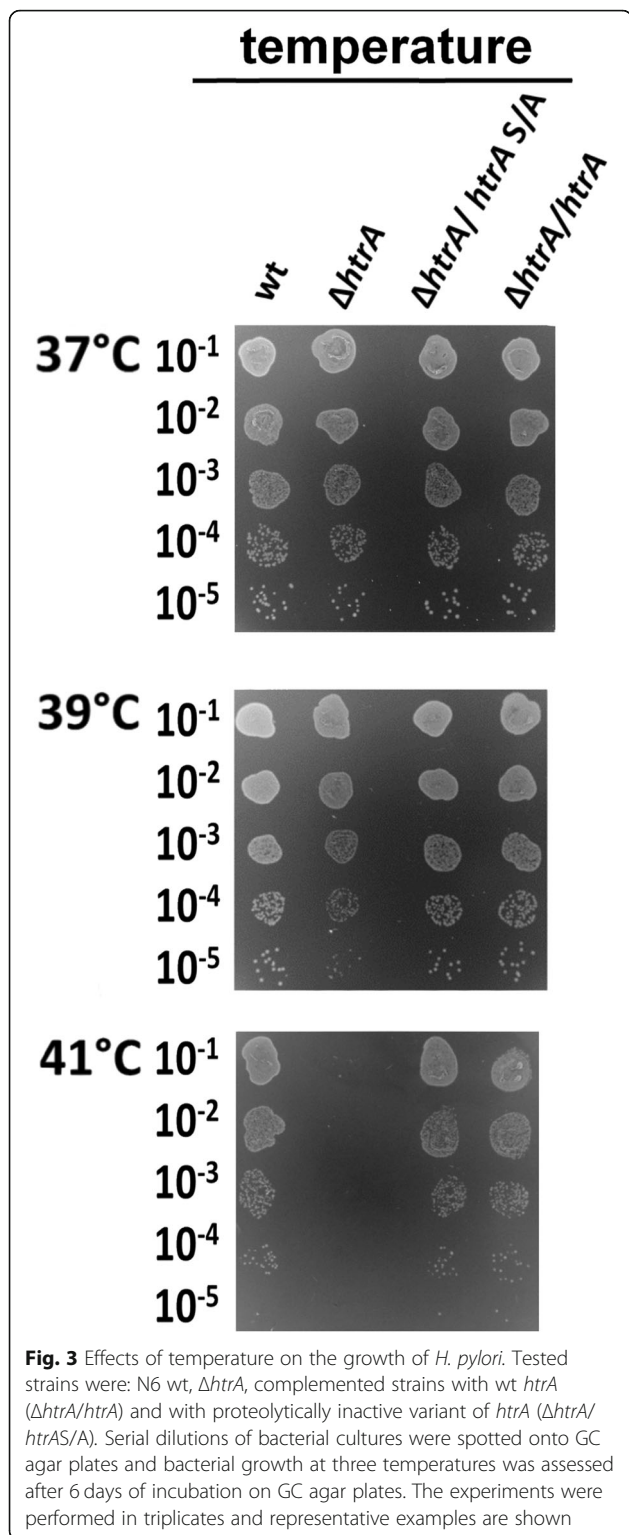 temperature
wt ΔhtrA ΔhtrA/ htrA S/A ΔhtrA/htrA
37°C 10⁻¹
10⁻²
10⁻³
10⁻⁴
10⁻⁵
39°C 10⁻¹
10⁻²
10⁻³
10⁻⁴
10⁻⁵
41°C 10⁻¹
10⁻²
10⁻³
10⁻⁴
10⁻⁵
Fig. 3 Effects of temperature on the growth of H. pylori. Tested
strains were: N6 wt, ΔhtrA, complemented strains with wt htrA
(ΔhtrA/htrA) and with proteolytically inactive variant of htrA (ΔhtrA/
htrAS/A). Serial dilutions of bacterial cultures were spotted onto GC
agar plates and bacterial growth at three temperatures was assessed
after 6 days of incubation on GC agar plates. The experiments were
performed in triplicates and representative examples are shown